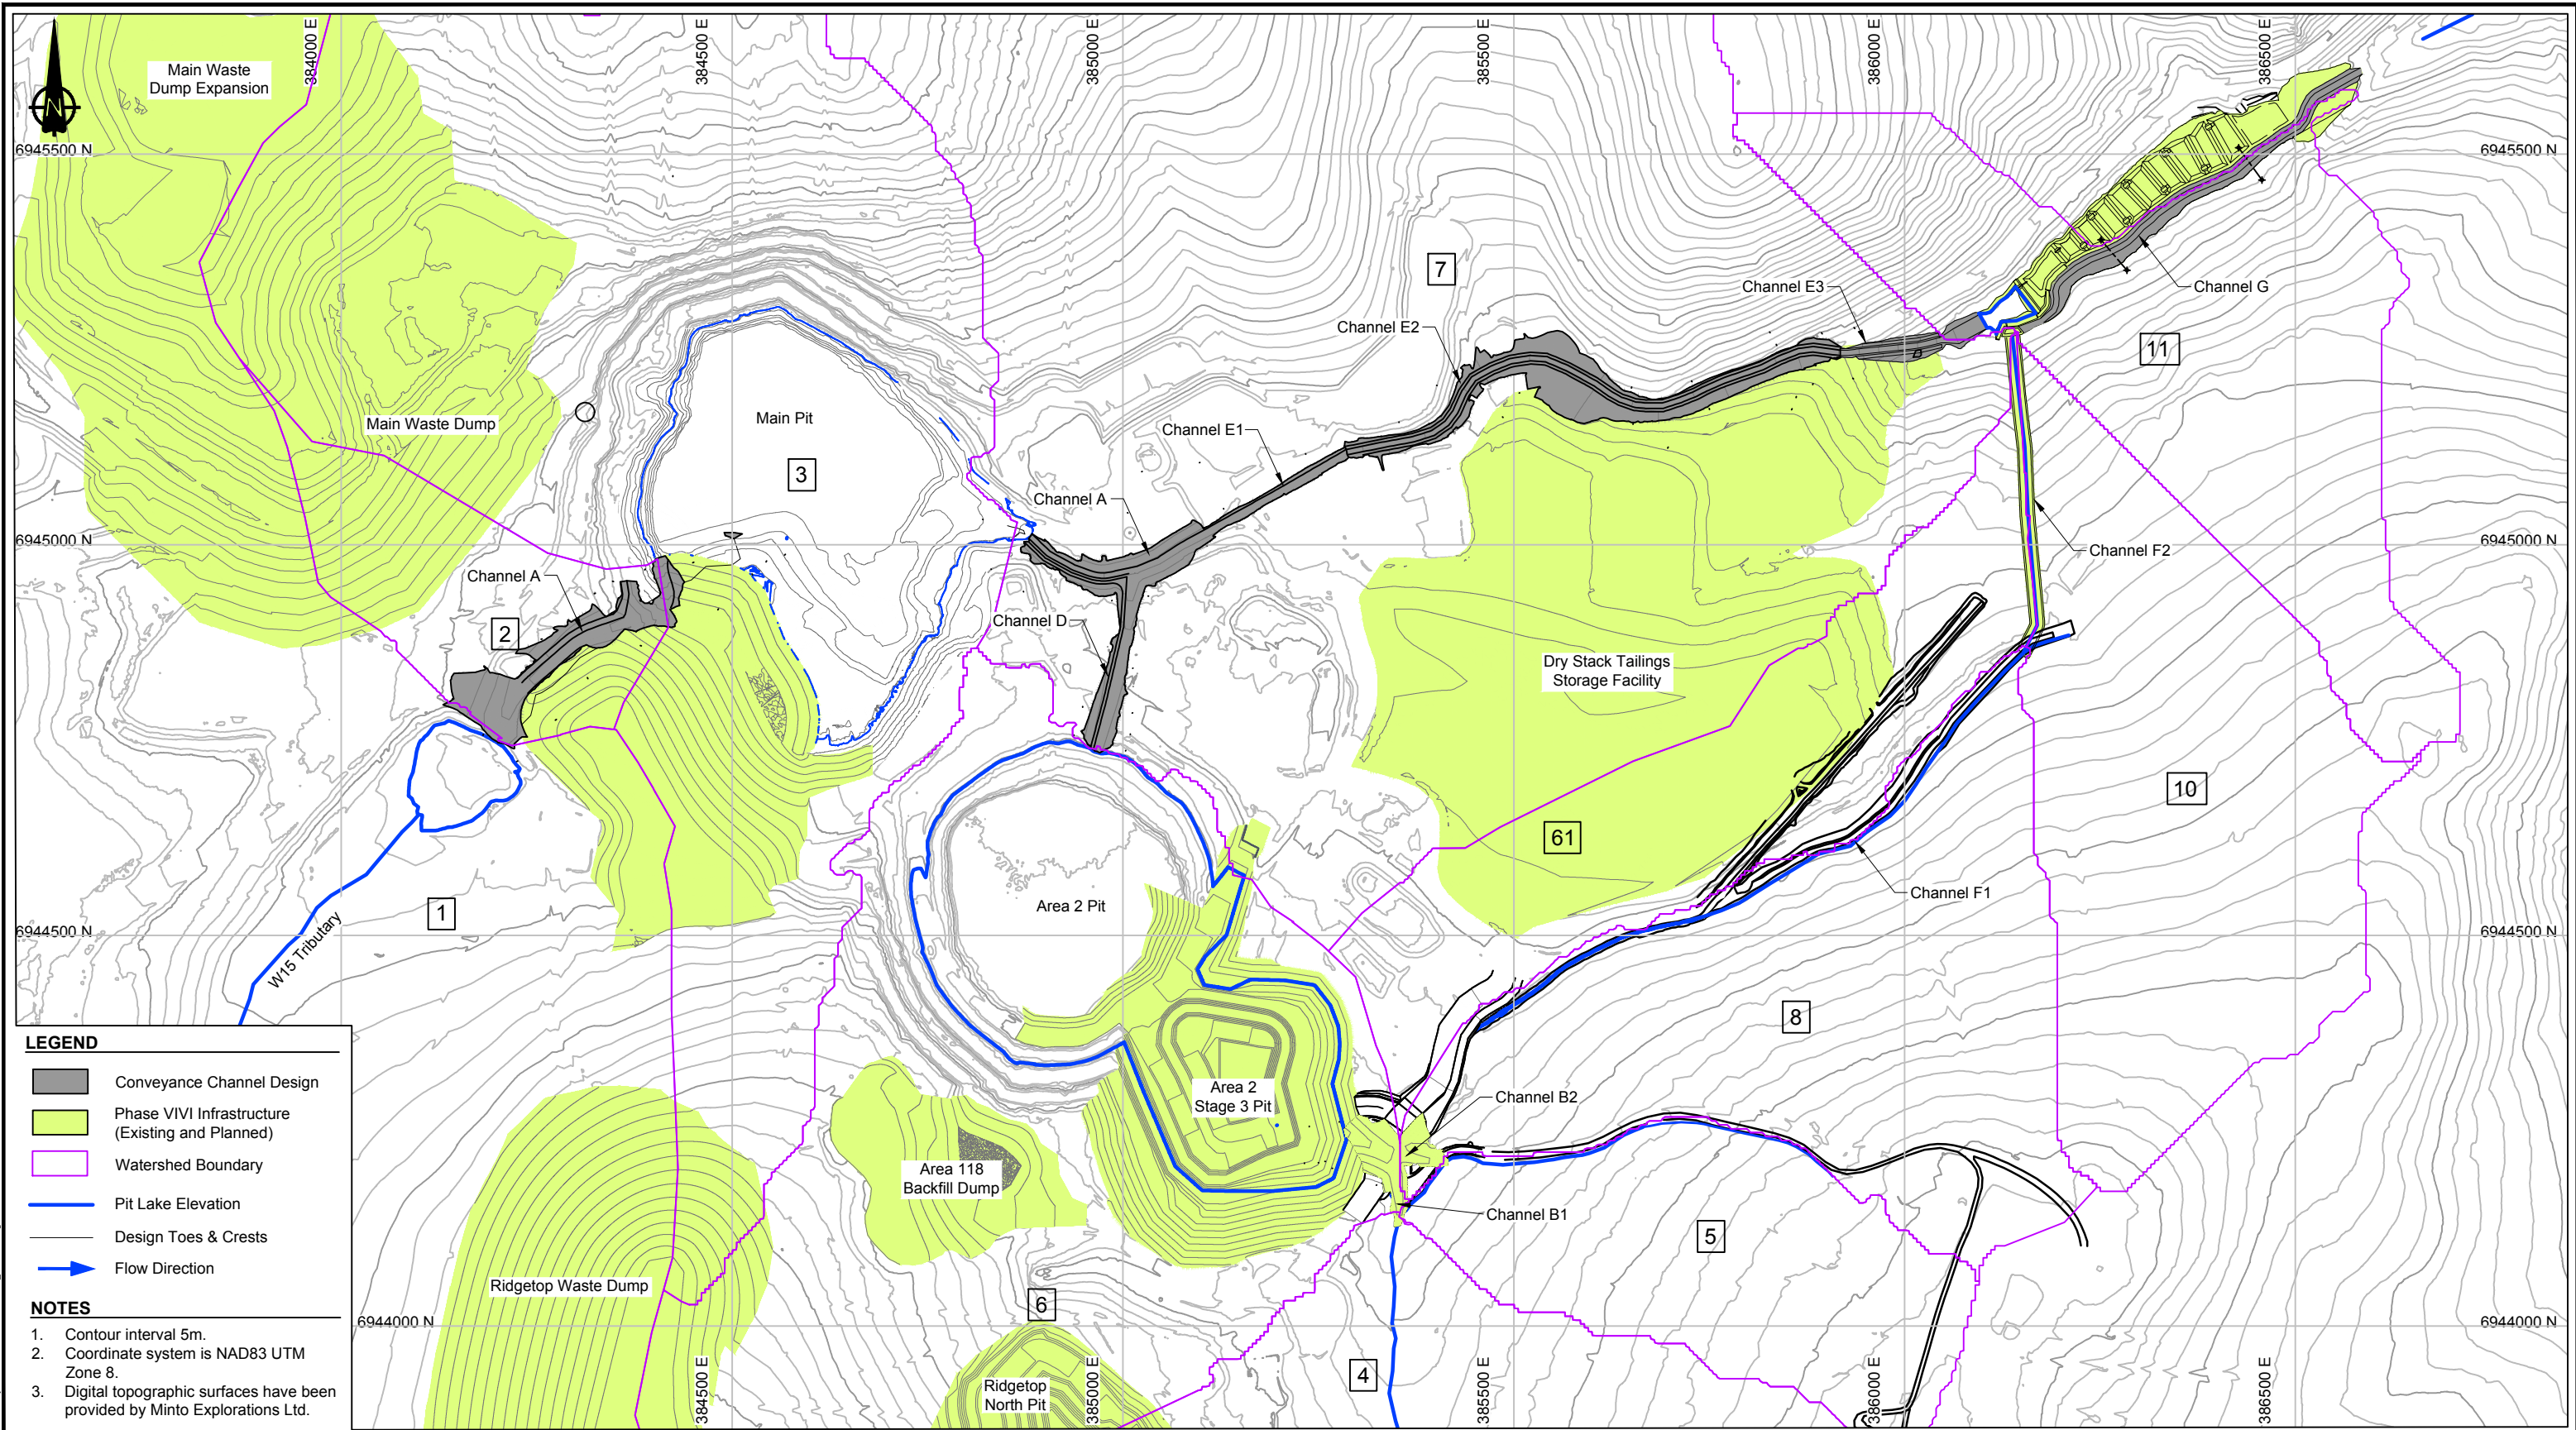 384000 E
384500 E
385000 E
385500 E
386000 E
386500 E
Main Waste
Dump Expansion
N
6945500 N
6945500 N
7
Channel E3
Channel G
Channel E2
11
Main Waste Dump
Main Pit
Channel E1
3
Channel A
6945000 N
6945000 N
Channel F2
Channel A
2
Channel D
Dry Stack Tailings
Storage Facility
10
61
Channel F1
1
Area 2 Pit
W15 Tributary
6944500 N
6944500 N
8
Area 2
Stage 3 Pit
Channel B2
Area 118
Backfill Dump
Channel B1
5
Ridgetop Waste Dump
6
6944000 N
6944000 N
4
Ridgetop
North Pit
384500 E
385000 E
385500 E
386000 E
386500 E
LEGEND
Conveyance Channel Design
Phase VIVI Infrastructure
(Existing and Planned)
Watershed Boundary
Pit Lake Elevation
Design Toes & Crests
Flow Direction
NOTES
1. Contour interval 5m.
2. Coordinate system is NAD83 UTM
Zone 8.
3. Digital topographic surfaces have been
provided by Minto Explorations Ltd.